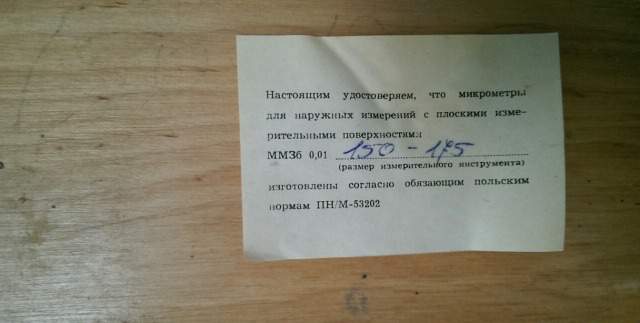 Настоящим удостоверяем, что микрометры
для наружных измерений с плоскими изме-
рительными поверхностями
ММЗб 0,01 150 - 175
(размер измерительного инструмента)
изготовлены согласно обязающим польским
нормам ПН/М-53202